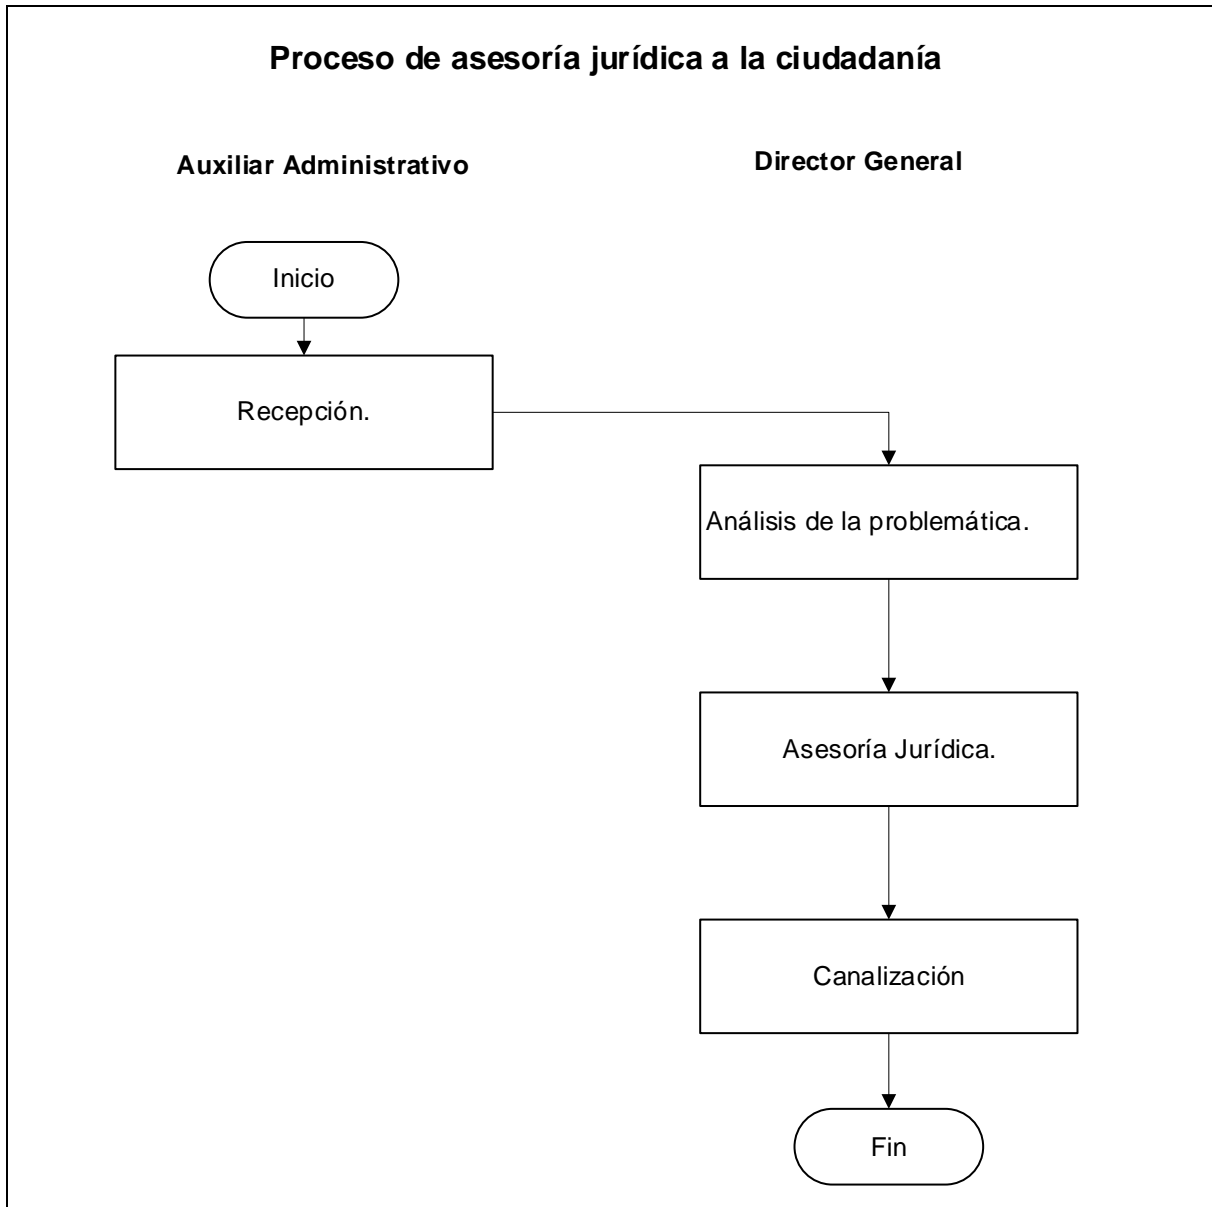 Proceso de asesoría jurídica a la ciudadanía
Auxiliar Administrativo
Director General
Inicio
Recepción.
Análisis de la problemática.
Asesoría Jurídica.
Canalización
Fin